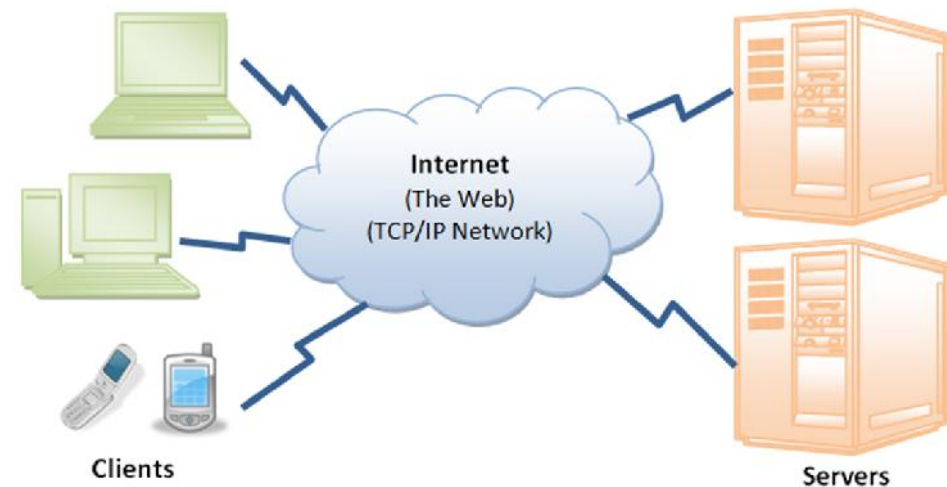 Internet
(The Web)
(TCP/IP Network)
Clients
Servers